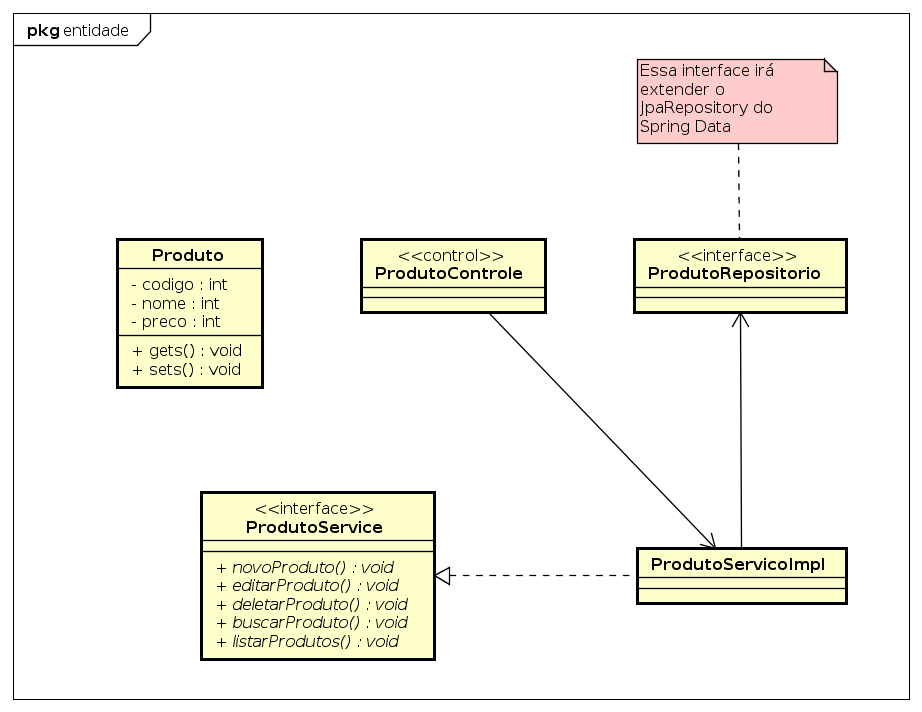 pkg entidade
Essa interface irá
extender o
JpaRepository do
Spring Data
Produto
- codigo : int
- nome : int
- preco : int
+ gets() : void
+ sets() : void
<<control>>
ProdutoControle
<<interface>>
ProdutoRepositorio
<<interface>>
ProdutoService
+ novoProduto() : void
+ editarProduto() : void
+ deletarProduto() : void
+ buscarProduto() : void
+ listarProdutos() : void
ProdutoServicoImpl